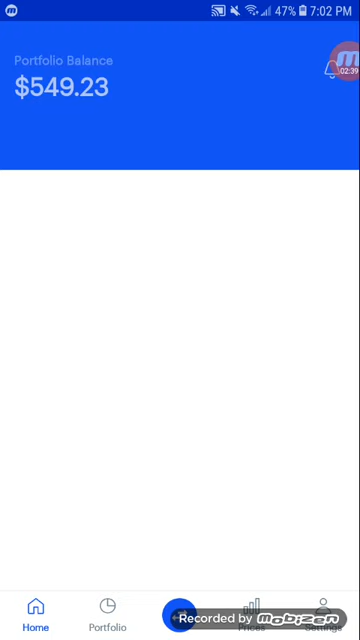 47% 7:02 PM
Portfolio Balance
$549.23
02:39
Home
Portfolio
Prices
Settings
Recorded by mobizen